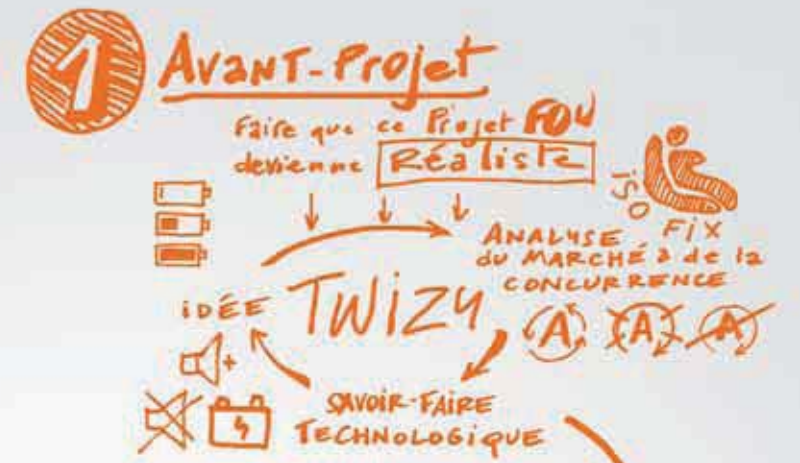 1 AVANT-Projet
Faire que ce Projet FOU
devienne Réaliste
ISO
FIX
ANALYSE
du MARCHÉ & de la
CONCURRENCE
iDÉE
TWiZY
A A A
SAVOIR-FAIRE
TECHNOLOGiQUE